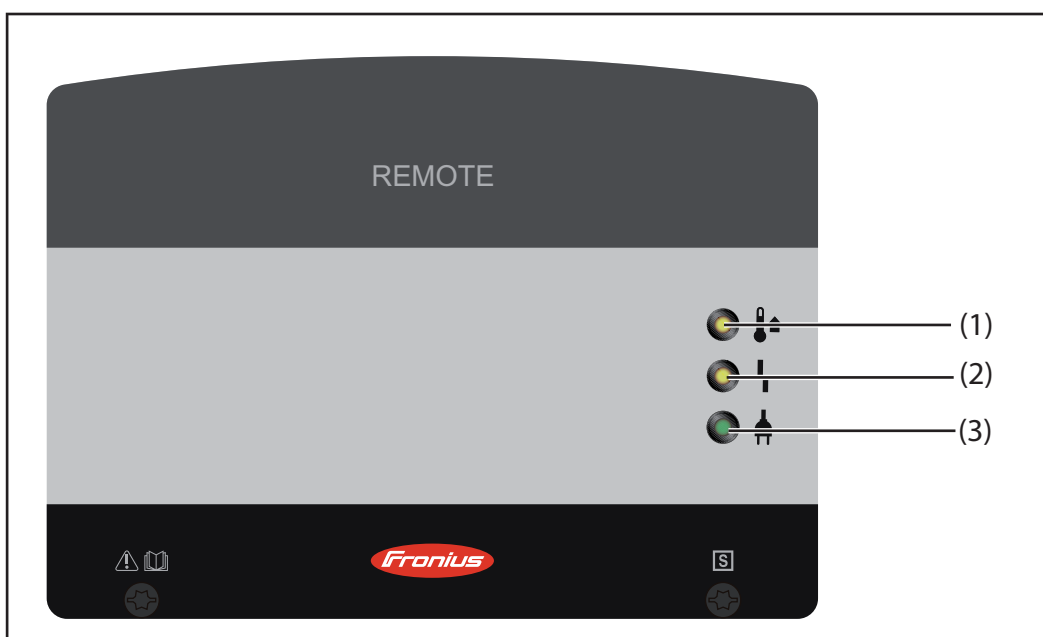 REMOTE
(1)
(2)
(3)
Fronius
S